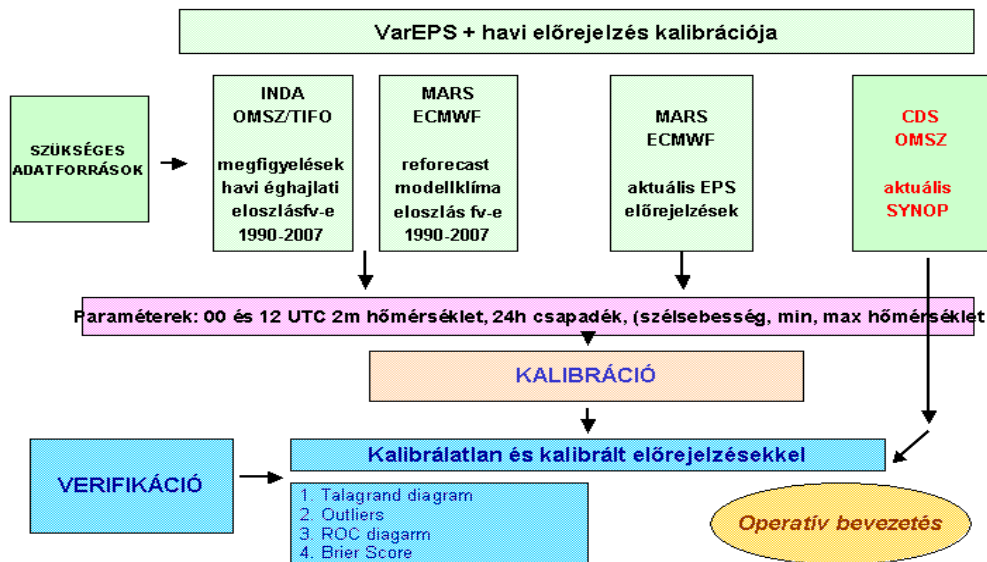 VarEPS + havi előrejelzés kalibrációja
SZÜKSÉGES
ADATFORRÁSOK
INDA
OMSZ/TIFO
megfigyelések
havi éghajlati
eloszlásfv-e
1990-2007
MARS
ECMWF
reforecast
modellklíma
eloszlás fv-e
1990-2007
MARS
ECMWF
aktuális EPS
előrejelzések
CDS
OMSZ
aktuális
SYNOP
Paraméterek: 00 és 12 UTC 2m hőmérséklet, 24h csapadék, (szélsebesség, min, max hőmérséklet
KALIBRÁCIÓ
Kalibrálatlan és kalibrált előrejelzésekkel
VERIFIKÁCIÓ
1. Talagrand diagram
2. Outliers
3. ROC diagarm
4. Brier Score
Operatív bevezetés